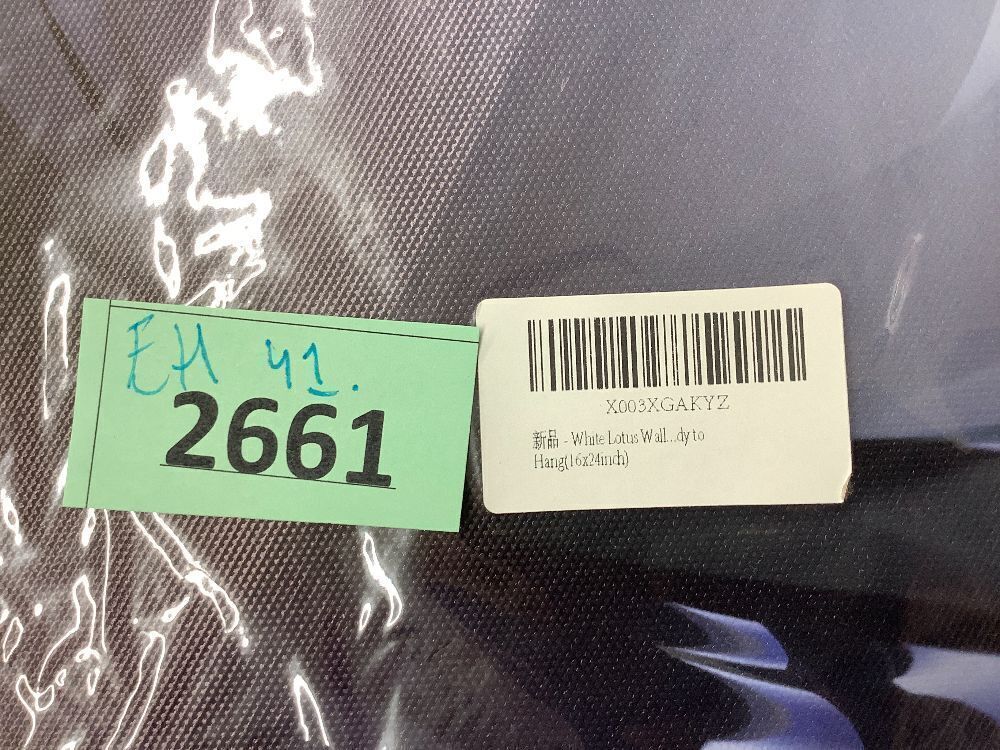 EH 41.
2661
X003XGAKYZ
新品 - White Lotus Wall...dy to
Hang(16x24inch)